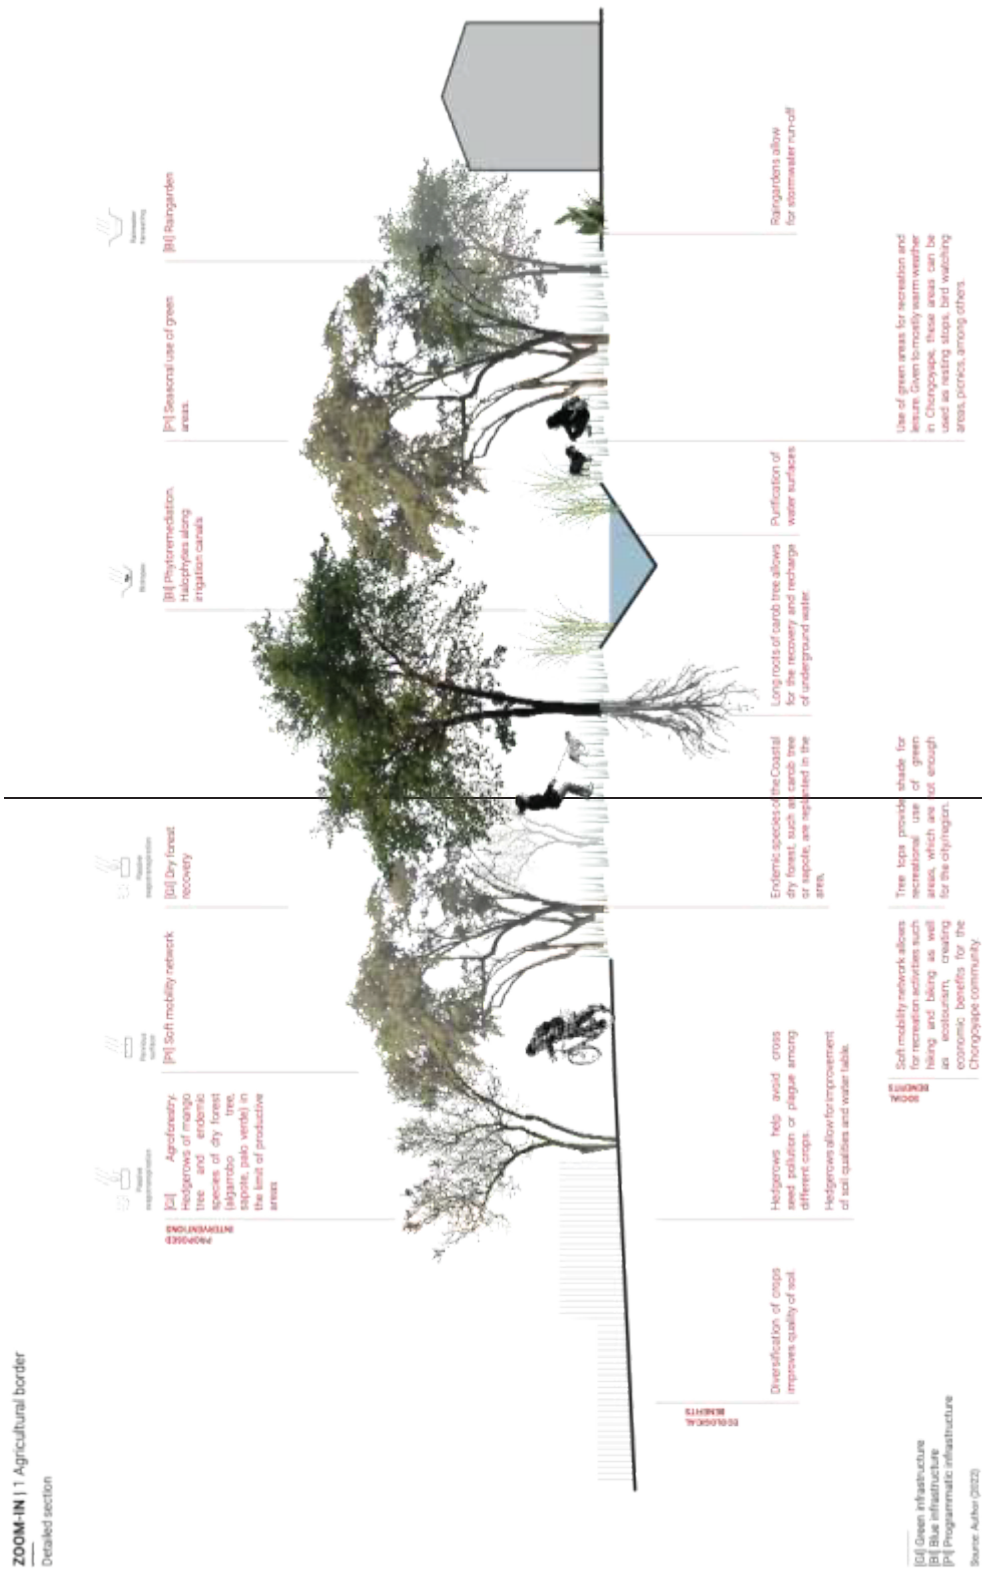 ZOOM-IN | 1 Agricultural border
Detailed section
PROPOSED
INTERVENTIONS
Passive
evapotranspiration
[GI] Agroforestry.
Hedgerows of mango
tree and endemic
species of dry forest
(algarrobo tree,
sapote, palo verde) in
the limit of productive
areas
Pervious
surface
[PI] Soft mobility network
Passive
evapotranspiration
[GI] Dry forest
recovery
Bioswales
[BI] Phytoremediation.
Halophytes along
irrigation canals
[PI] Seasonal use of green
areas.
Rainwater
harvesting
[BI] Raingarden
ECOLOGICAL
BENEFITS
Diversification of crops
improves quality of soil.
Hedgerows help avoid cross
seed pollution or plague among
different crops.
Hedgerows allow for improvement
of soil qualities and water table.
Endemic species of the Coastal
dry forest, such as carob tree
or sapote, are replanted in the
area,
Long roots of carob tree allows
for the recovery and recharge
of underground water.
Purification of
water surfaces
Raingardens allow
for stormwater run-off
SOCIAL
BENEFITS
Soft mobility network allows
for recreation activities such
hiking and biking as well
as ecotourism, creating
economic benefits for the
Chongoyape community.
Tree tops provide shade for
recreational use of green
areas, which are not enough
for the city/region.
Use of green areas for recreation and
leisure. Given to mostly warm weather
in Chongoyape, these areas can be
used as resting stops, bird watching
areas, picnics, among others.
[GI] Green infrastructure
[BI] Blue infrastructure
[PI] Programmatic infrastructure
Source: Author (2022)